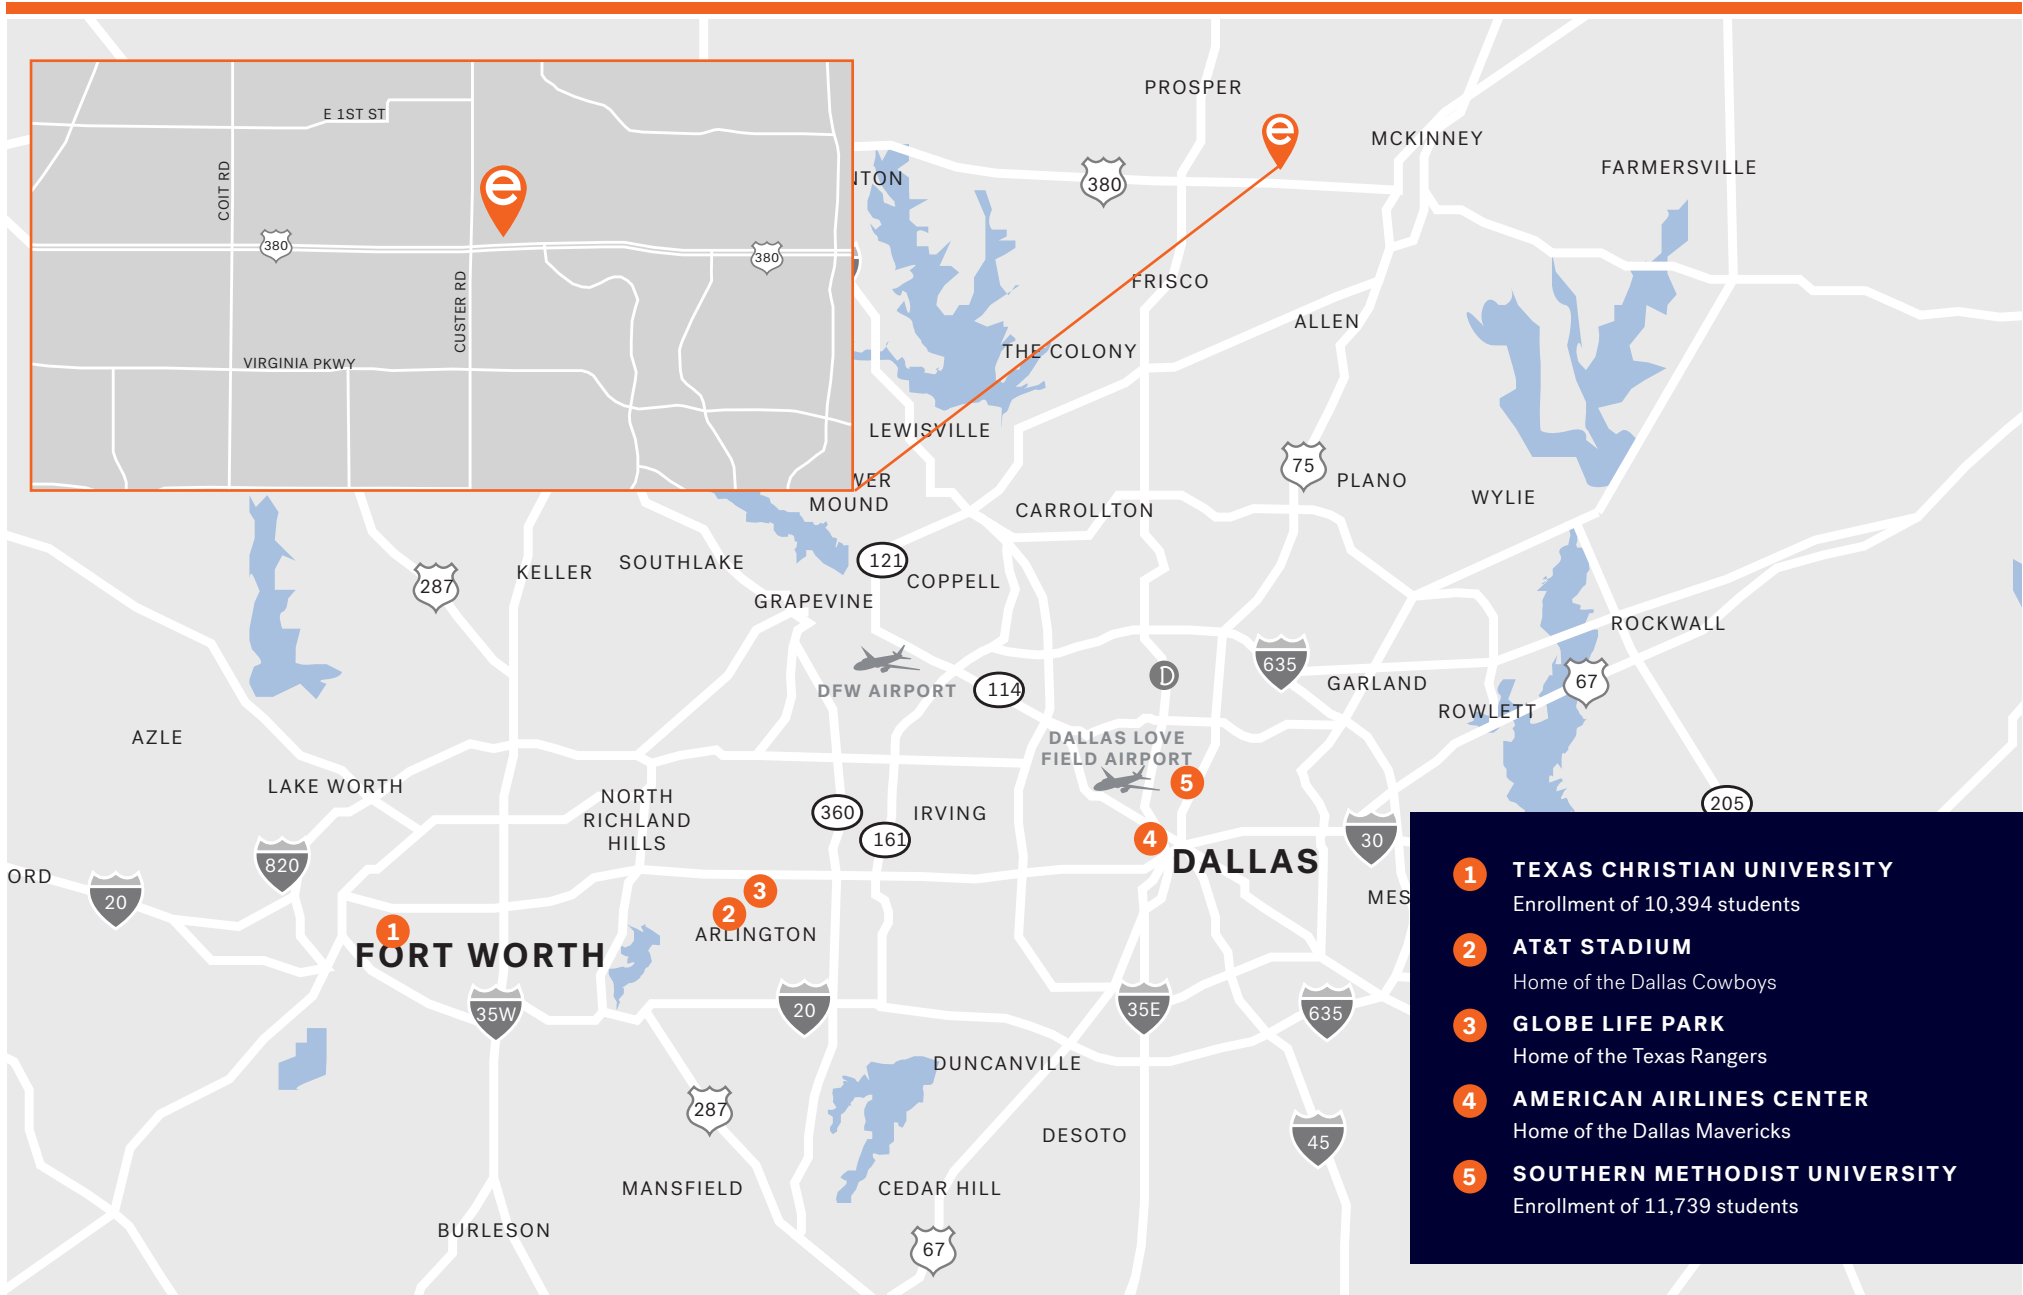 E 1ST ST
COIT RD
e
380
380
CUSTER RD
VIRGINIA PKWY
PROSPER
e
MCKINNEY
FARMERSVILLE
380
NTON
FRISCO
ALLEN
THE COLONY
LEWISVILLE
WER
MOUND
75
PLANO
WYLIE
CARROLLTON
121
COPPELL
SOUTHLAKE
KELLER
287
GRAPEVINE
ROCKWALL
635
67
GARLAND
ROWLETT
D
DFW AIRPORT
114
AZLE
DALLAS LOVE
FIELD AIRPORT
5
LAKE WORTH
NORTH
RICHLAND
HILLS
360
161
IRVING
205
4
DALLAS
30
820
ORD
20
MES
3
2
ARLINGTON
1
FORT WORTH
35W
20
35E
635
DUNCANVILLE
287
DESOTO
45
MANSFIELD
CEDAR HILL
BURLESON
67
1 TEXAS CHRISTIAN UNIVERSITY
Enrollment of 10,394 students
2 AT&T STADIUM
Home of the Dallas Cowboys
3 GLOBE LIFE PARK
Home of the Texas Rangers
4 AMERICAN AIRLINES CENTER
Home of the Dallas Mavericks
5 SOUTHERN METHODIST UNIVERSITY
Enrollment of 11,739 students